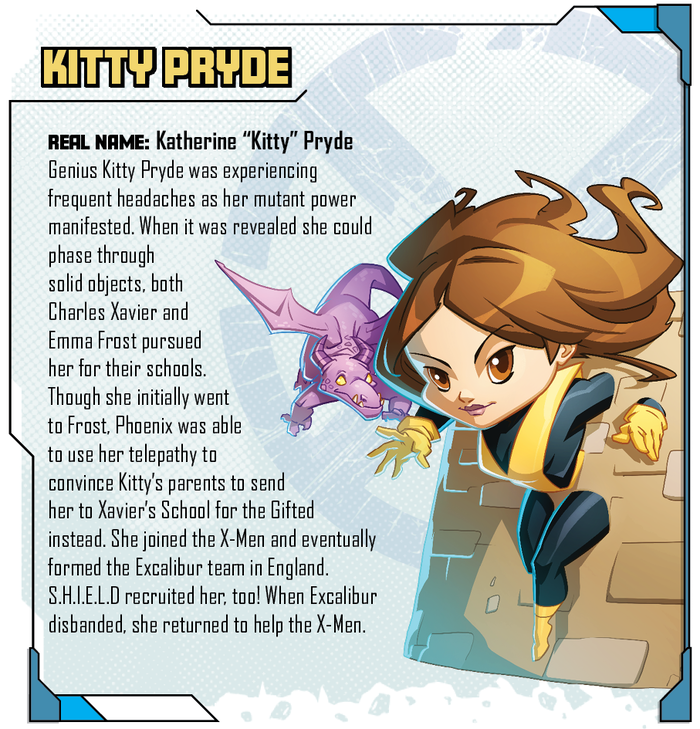 KITTY PRYDE
REAL NAME: Katherine “Kitty” Pryde
Genius Kitty Pryde was experiencing
frequent headaches as her mutant power
manifested. When it was revealed she could
phase through
solid objects, both
Charles Xavier and
Emma Frost pursued
her for their schools.
Though she initially went
to Frost, Phoenix was able
to use her telepathy to
convince Kitty’s parents to send
her to Xavier’s School for the Gifted
instead. She joined the X-Men and eventually
formed the Excalibur team in England.
S.H.I.E.L.D recruited her, too! When Excalibur
disbanded, she returned to help the X-Men.